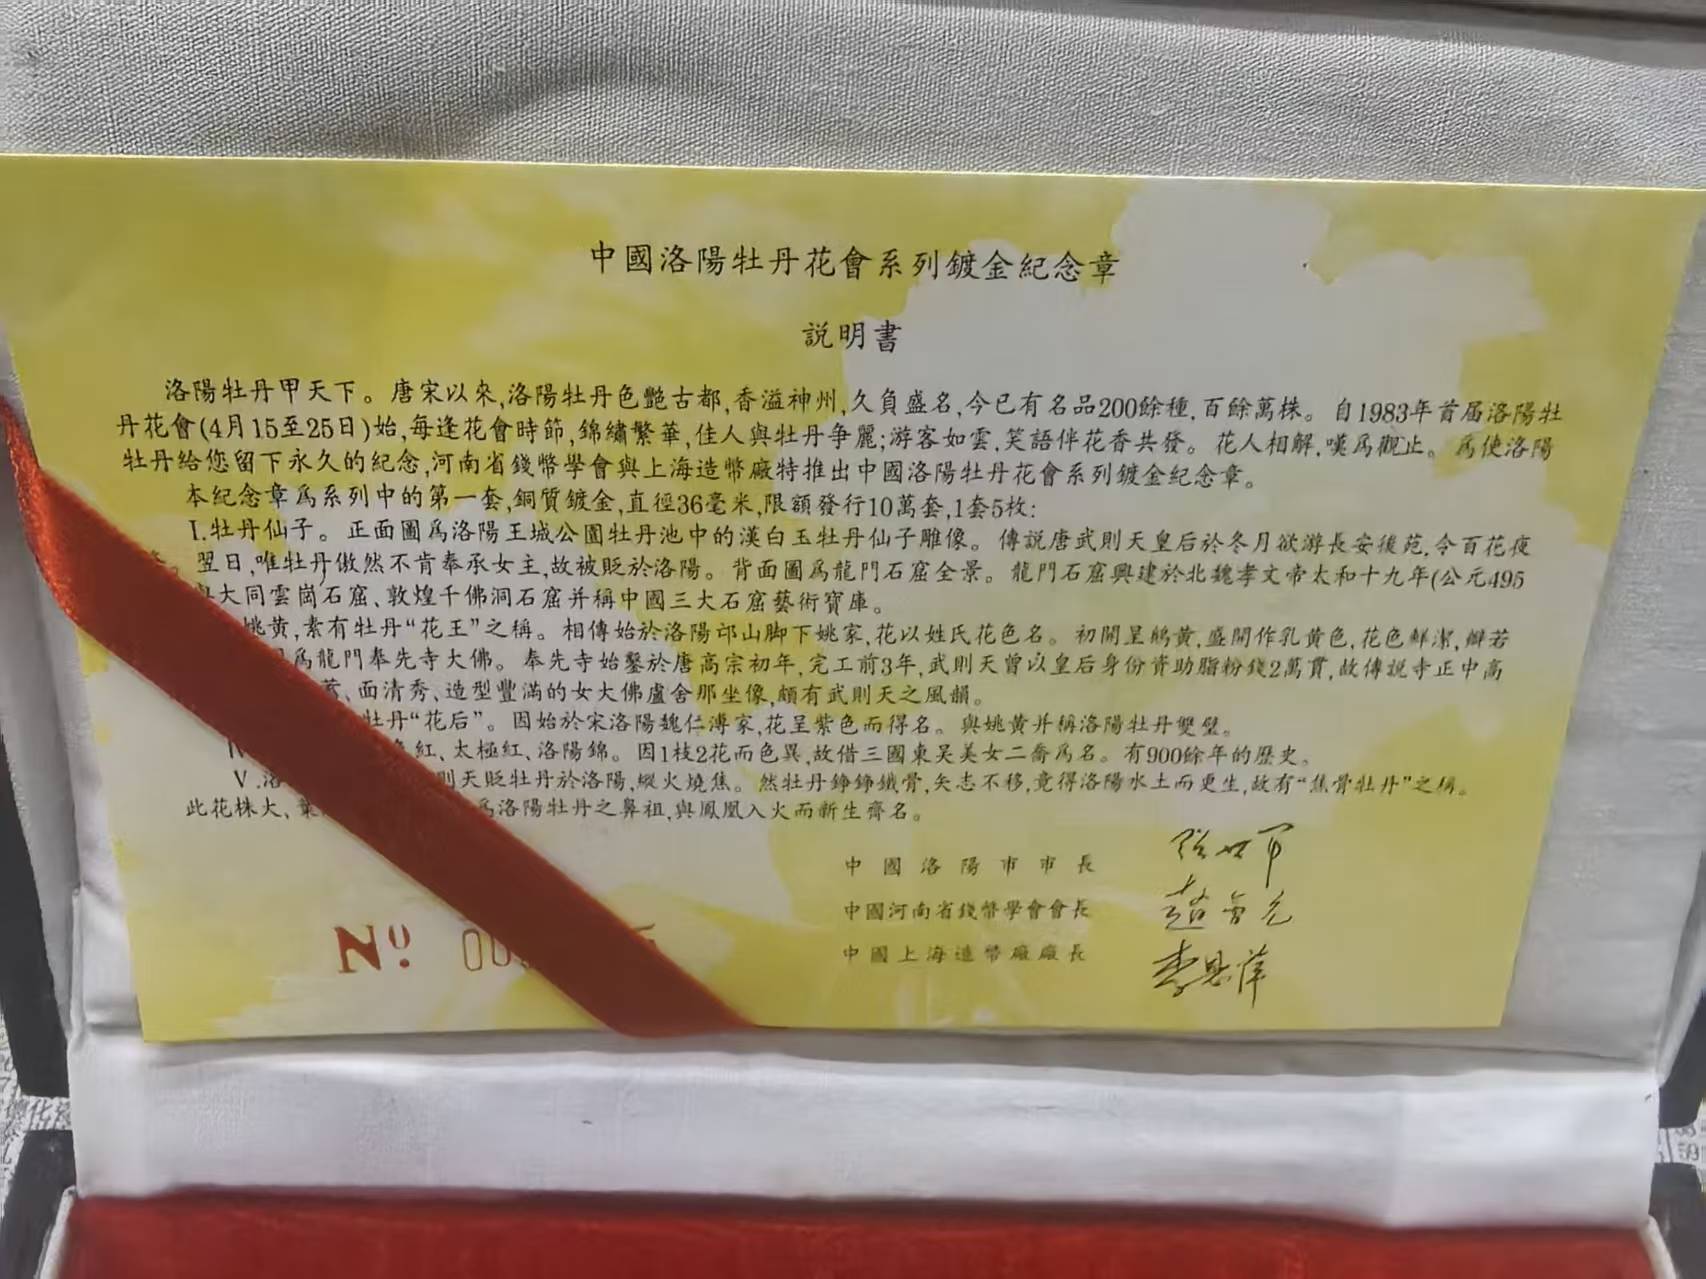 中國洛陽牡丹花會系列鍍金紀念章
説明書
洛陽牡丹甲天下。唐宋以來,洛陽牡丹色艷古都,香溢神州,久負盛名,今已有名品200餘種,百餘萬株。自1983年首届洛陽牡
丹花會(4月15至25日)始,每逢花會時節,錦繡繁華,佳人與牡丹争麗;游客如雲,笑語伴花香共發。花人相解,嘆爲觀止。爲使洛陽
牡丹給您留下永久的紀念,河南省錢幣學會與上海造幣廠特推出中國洛陽牡丹花會系列鍍金紀念章。
本紀念章爲系列中的第一套,銅質鍍金,直徑36毫米,限額發行10萬套,1套5枚:
I.牡丹仙子。正面圖爲洛陽王城公園牡丹池中的漢白玉牡丹仙子雕像。傳説唐武則天皇后於冬月欲游長安後苑,令百花夜
翌日,唯牡丹傲然不肯奉承女主,故被貶於洛陽。背面圖爲龍門石窟全景。龍門石窟興建於北魏孝文帝太和十九年(公元495
與大同雲崗石窟、敦煌千佛洞石窟并稱中國三大石窟藝術寶庫。
姚黄,素有牡丹“花王”之稱。相傳始於洛陽邙山脚下姚家,花以姓氏花色名。初開呈鵝黄,盛開作乳黄色,花色鮮潔,瓣若
爲龍門奉先寺大佛。奉先寺始鑿於唐高宗初年,完工前3年,武則天曾以皇后身份資助脂粉錢2萬貫,故傳説寺正中高
、面清秀、造型豐滿的女大佛盧舍那坐像,頗有武則天之風韻。
牡丹“花后”。因始於宋洛陽魏仁溥家,花呈紫色而得名。與姚黄并稱洛陽牡丹雙璧。
紅、太極紅、洛陽錦。因1枝2花而色異,故借三國東吴美女二喬爲名。有900餘年的歷史。
V.洛 則天貶牡丹於洛陽,縱火燒焦。然牡丹錚錚鐵骨,矢志不移,竟得洛陽水土而更生,故有“焦骨牡丹”之稱。
此花株大、葉 爲洛陽牡丹之鼻祖,與鳳凰入火而新生齊名。
中國洛陽市市長
中國河南省錢幣學會會長
中國上海造幣廠廠長
No 00